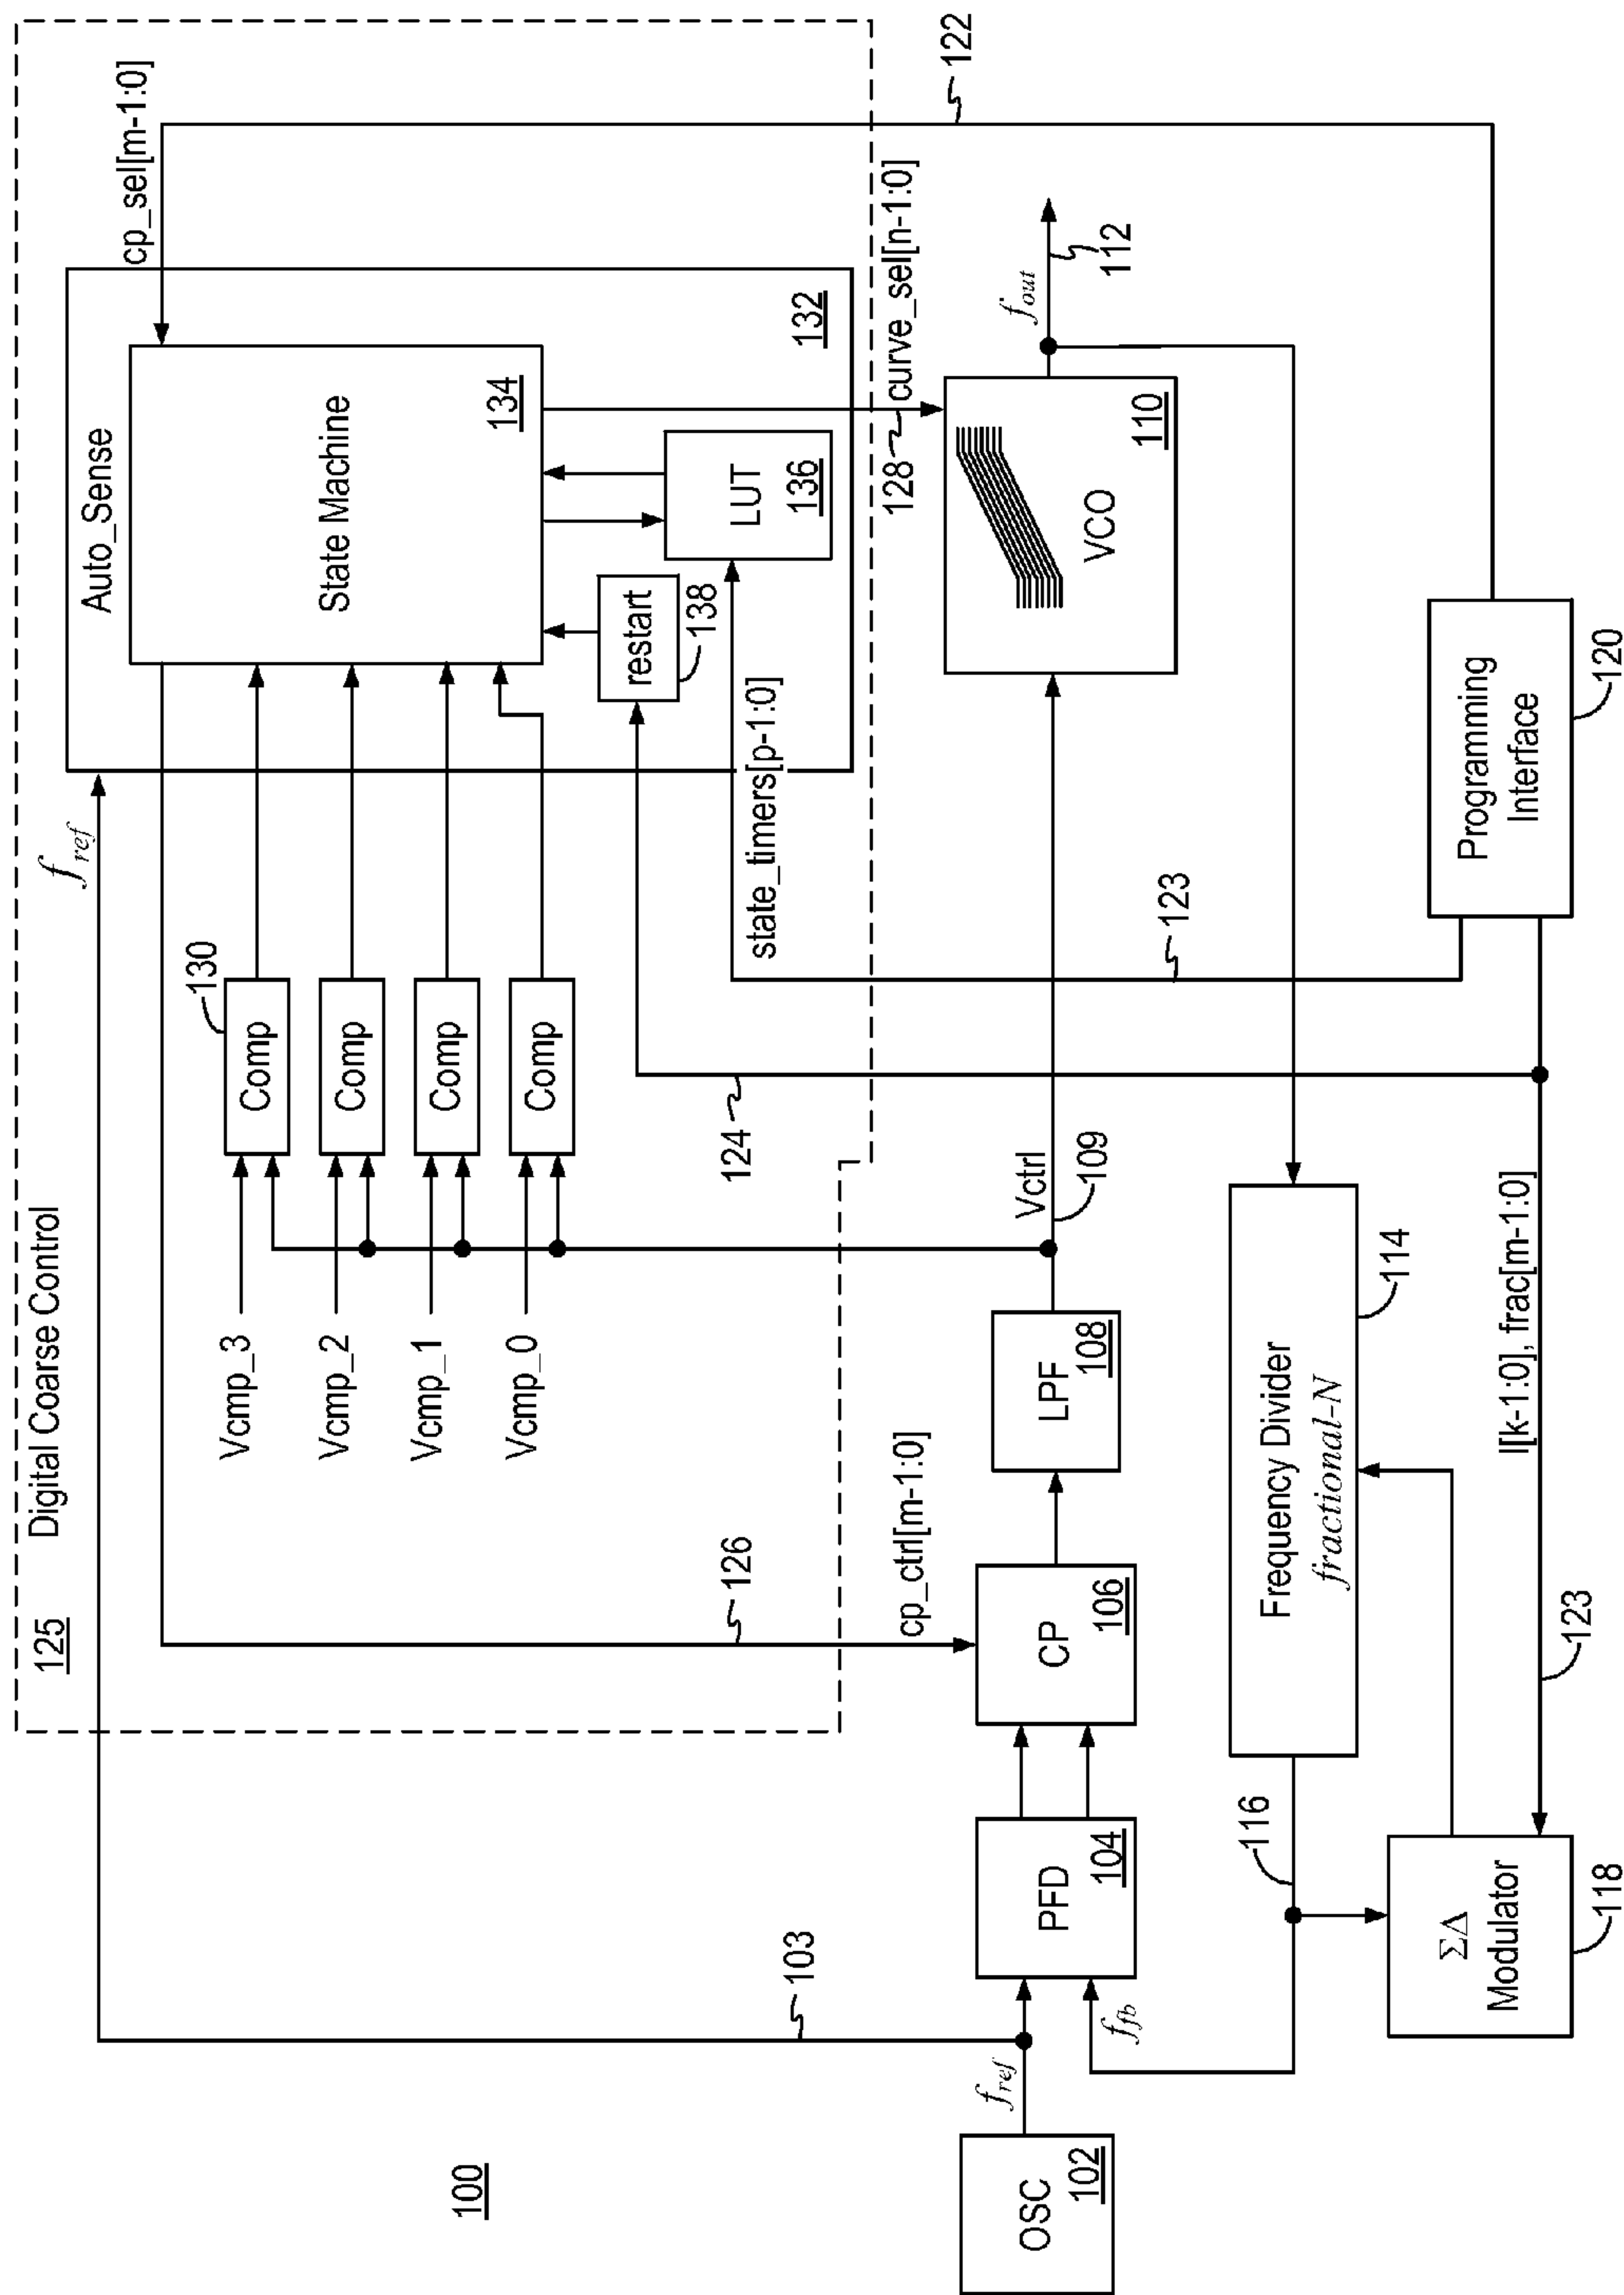 Digital Coarse Control
125
f_ref
Auto_Sense
cp_sel[m-1:0]
Vcmp_3
Vcmp_2
Vcmp_1
Vcmp_0
Comp
130
Comp
Comp
Comp
State Machine
134
restart
138
LUT
136
132
state_timers[p-1:0]
126
124
123
128
curve_sel[n-1:0]
122
100
103
OSC
102
f_ref
f_fb
PFD
104
cp_ctrl[m-1:0]
CP
106
LPF
108
Vctrl
109
VCO
110
f_out
112
116
Frequency Divider
fractional-N
114
ΣΔ
Modulator
118
123
I[k-1:0], frac[m-1:0]
Programming
Interface
120